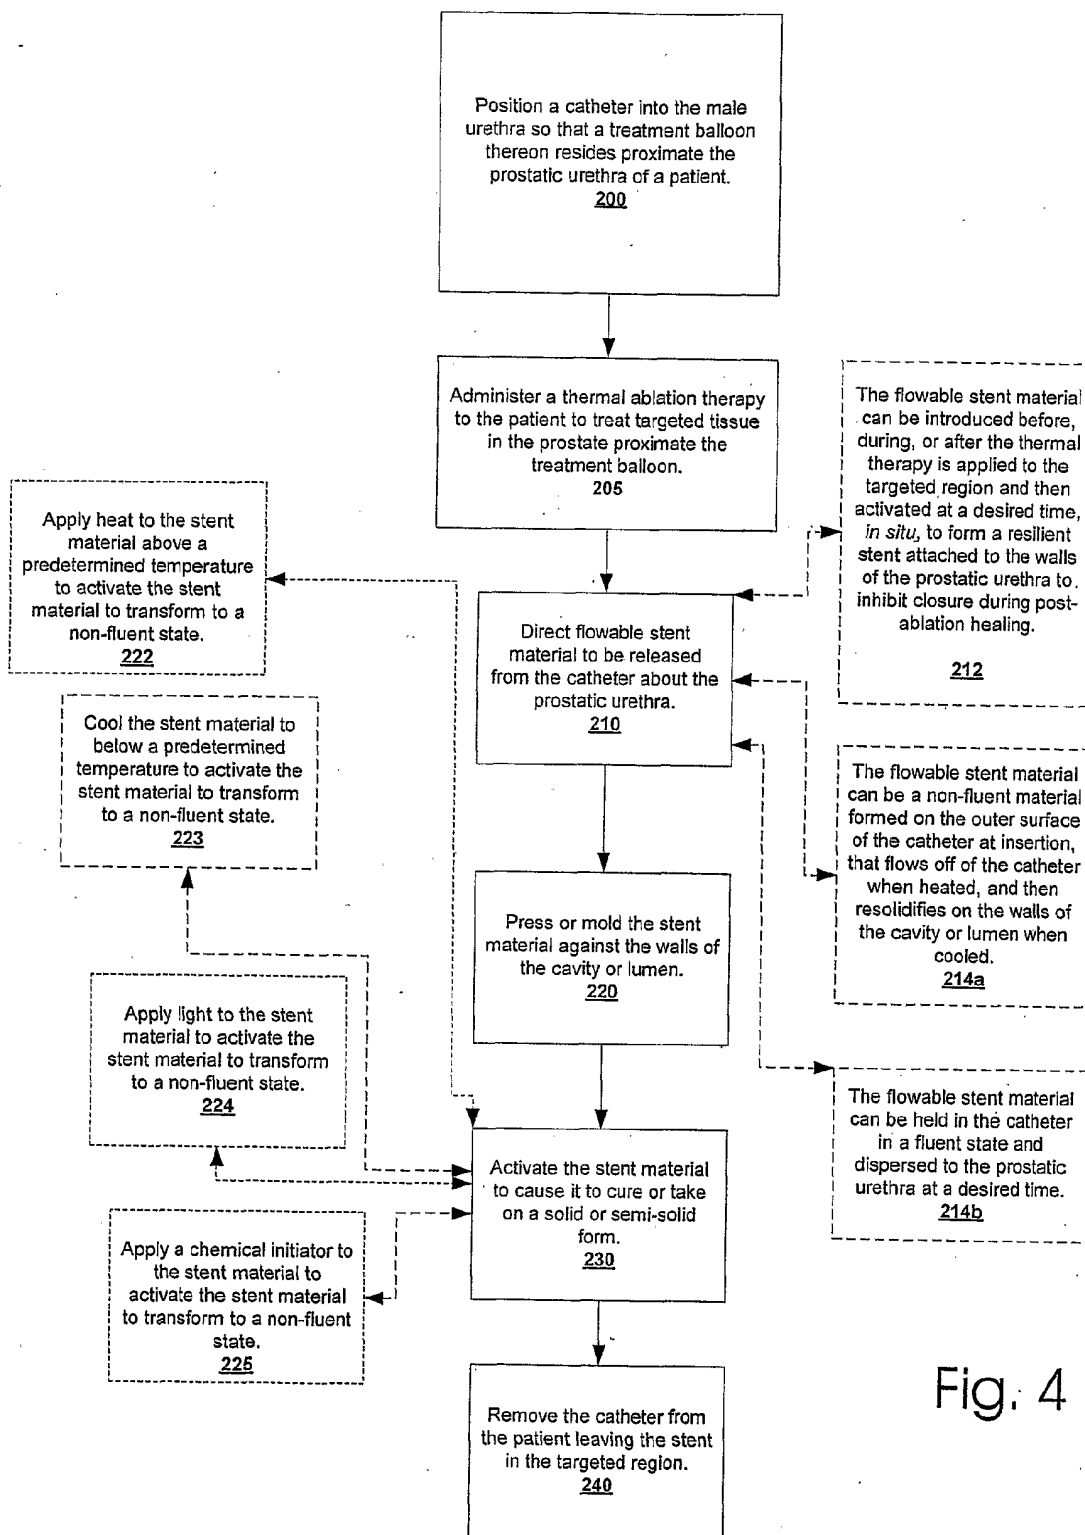 Position a catheter into the male
urethra so that a treatment balloon
thereon resides proximate the
prostatic urethra of a patient.
200
Administer a thermal ablation therapy
to the patient to treat targeted tissue
in the prostate proximate the
treatment balloon.
205
The flowable stent material
can be introduced before,
during, or after the thermal
therapy is applied to the
targeted region and then
activated at a desired time,
in situ, to form a resilient
stent attached to the walls
of the prostatic urethra to
inhibit closure during post-
ablation healing.
212
Apply heat to the stent
material above a
predetermined temperature
to activate the stent
material to transform to a
non-fluent state.
222
Direct flowable stent
material to be released
from the catheter about the
prostatic urethra.
210
Cool the stent material to
below a predetermined
temperature to activate the
stent material to transform
to a non-fluent state.
223
The flowable stent material
can be a non-fluent material
formed on the outer surface
of the catheter at insertion,
that flows off of the catheter
when heated, and then
resolidifies on the walls of
the cavity or lumen when
cooled.
214a
Press or mold the stent
material against the walls of
the cavity or lumen.
220
Apply light to the stent
material to activate the
stent material to transform
to a non-fluent state.
224
The flowable stent material
can be held in the catheter
in a fluent state and
dispersed to the prostatic
urethra at a desired time.
214b
Activate the stent material
to cause it to cure or take
on a solid or semi-solid
form.
230
Apply a chemical initiator to
the stent material to
activate the stent material
to transform to a non-fluent
state.
225
Remove the catheter from
the patient leaving the stent
in the targeted region.
240
Fig. 4